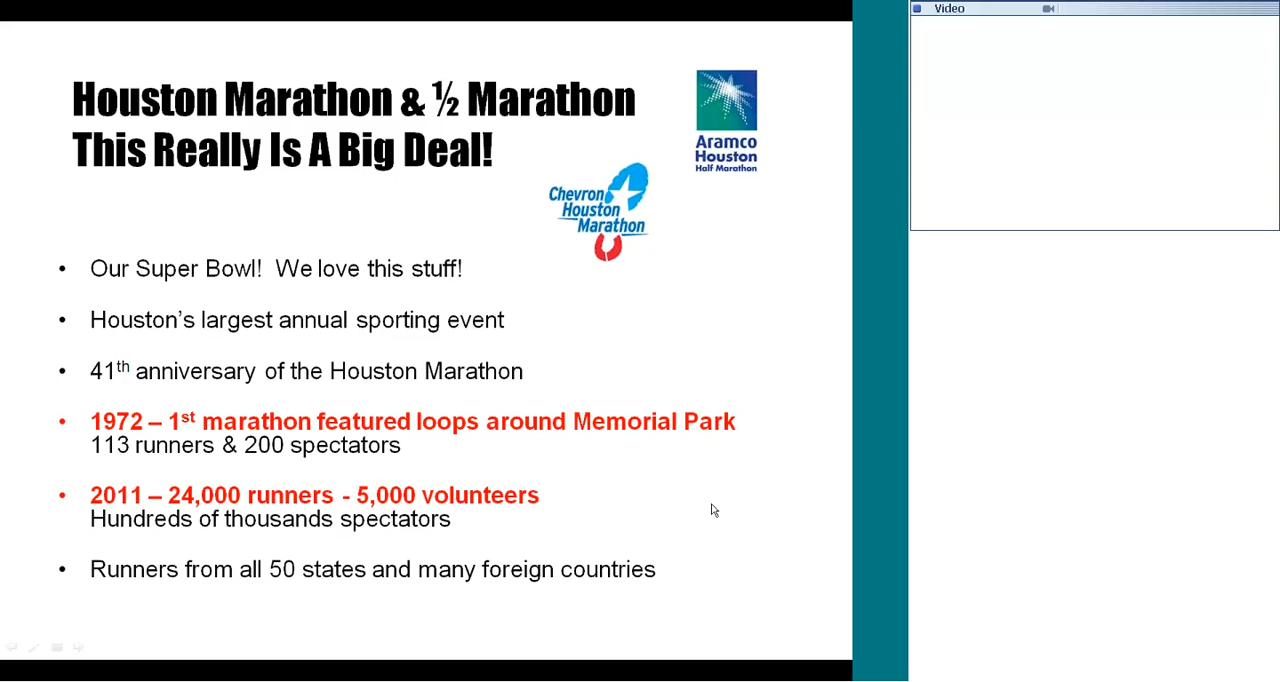 Video
Houston Marathon & ½ Marathon
This Really Is A Big Deal!
Aramco
Houston
Half Marathon
Chevron
Houston
Marathon
• Our Super Bowl!  We love this stuff!
• Houston’s largest annual sporting event
• 41th anniversary of the Houston Marathon
• 1972 – 1st marathon featured loops around Memorial Park
113 runners & 200 spectators
• 2011 – 24,000 runners - 5,000 volunteers
Hundreds of thousands spectators
• Runners from all 50 states and many foreign countries